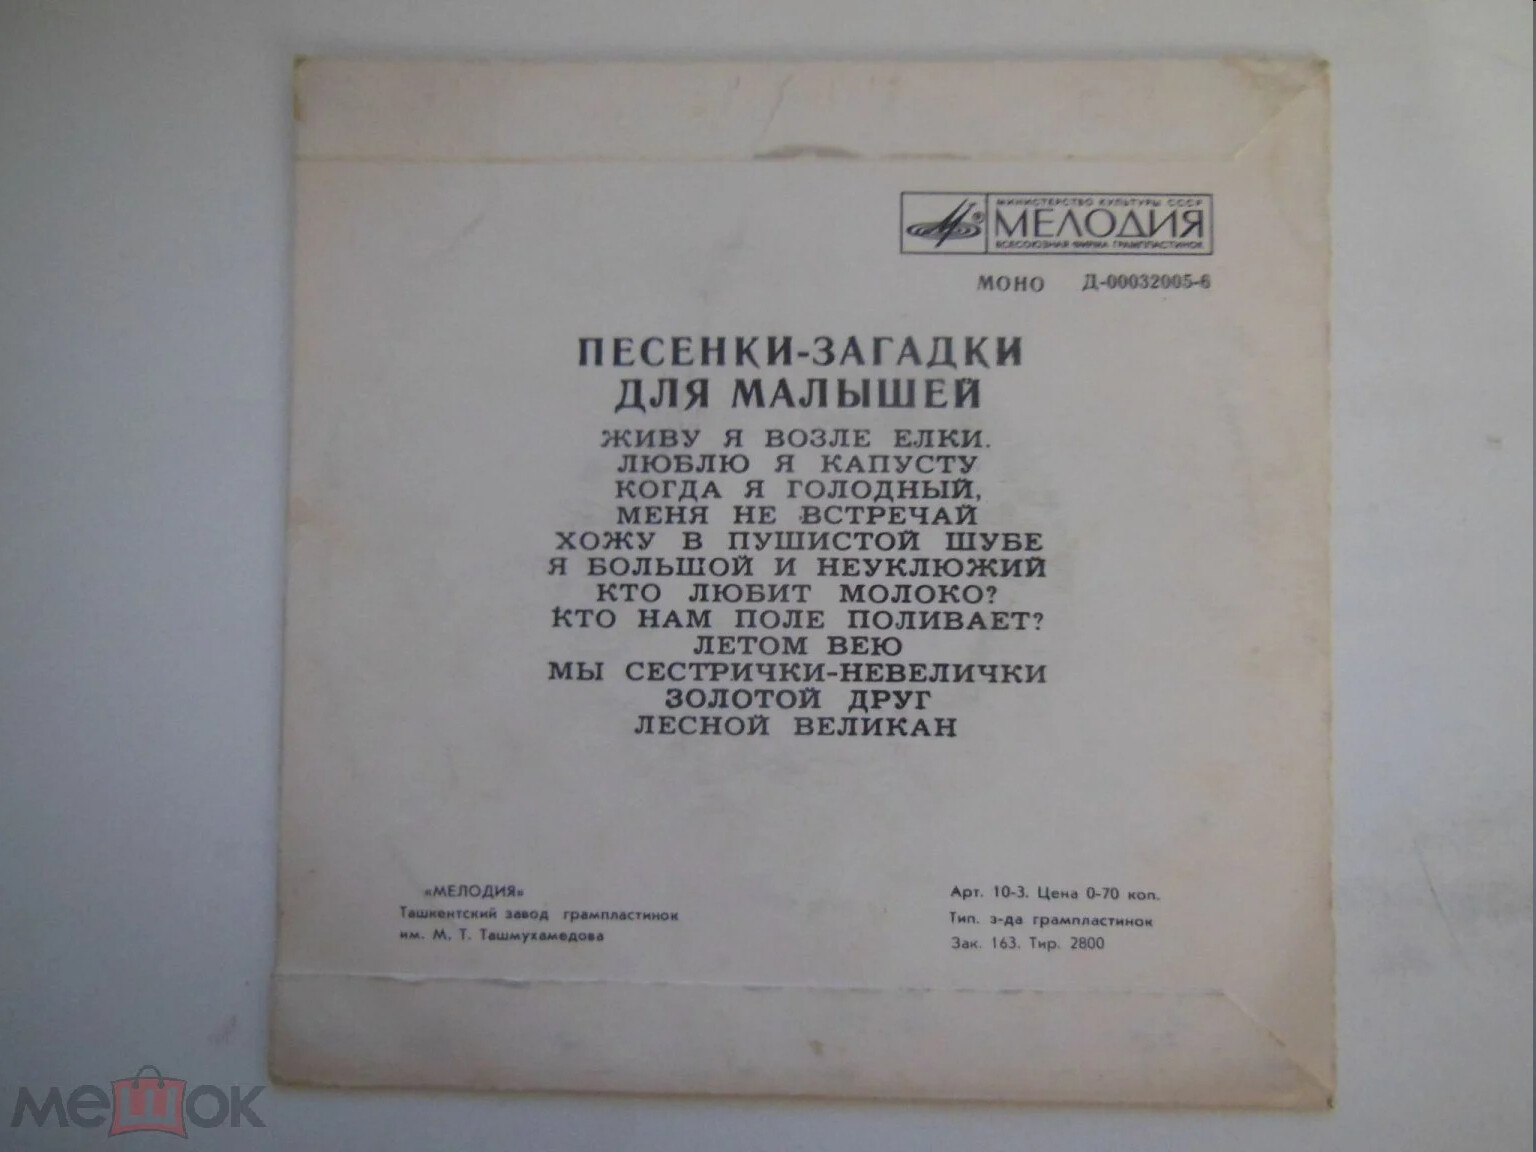 МИНИСТЕРСТВО КУЛЬТУРЫ СССР
МЕЛОДИЯ
ВСЕСОЮЗНАЯ ФИРМА ГРАМПЛАСТИНОК
МОНО Д-00032005-6
ПЕСЕНКИ-ЗАГАДКИ
ДЛЯ МАЛЫШЕЙ
ЖИВУ Я ВОЗЛЕ ЕЛКИ.
ЛЮБЛЮ Я КАПУСТУ
КОГДА Я ГОЛОДНЫЙ,
МЕНЯ НЕ ВСТРЕЧАЙ
ХОЖУ В ПУШИСТОЙ ШУБЕ
Я БОЛЬШОЙ И НЕУКЛЮЖИЙ
КТО ЛЮБИТ МОЛОКО?
КТО НАМ ПОЛЕ ПОЛИВАЕТ?
ЛЕТОМ ВЕЮ
МЫ СЕСТРИЧКИ-НЕВЕЛИЧКИ
ЗОЛОТОЙ ДРУГ
ЛЕСНОЙ ВЕЛИКАН
«МЕЛОДИЯ»
Ташкентский завод грампластинок
им. М. Т. Ташмухамедова
Арт. 10-3. Цена 0-70 коп.
Тип. з-да грампластинок
Зак. 163. Тир. 2800
мешок